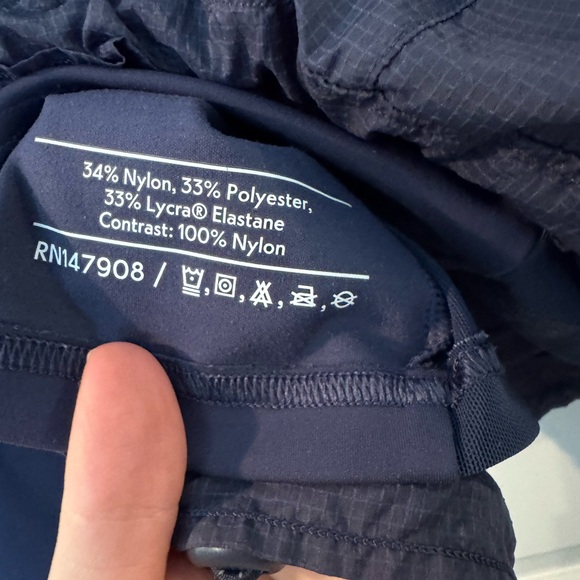 34% Nylon, 33% Polyester,
33% Lycra® Elastane
Contrast: 100% Nylon
RN147908 /